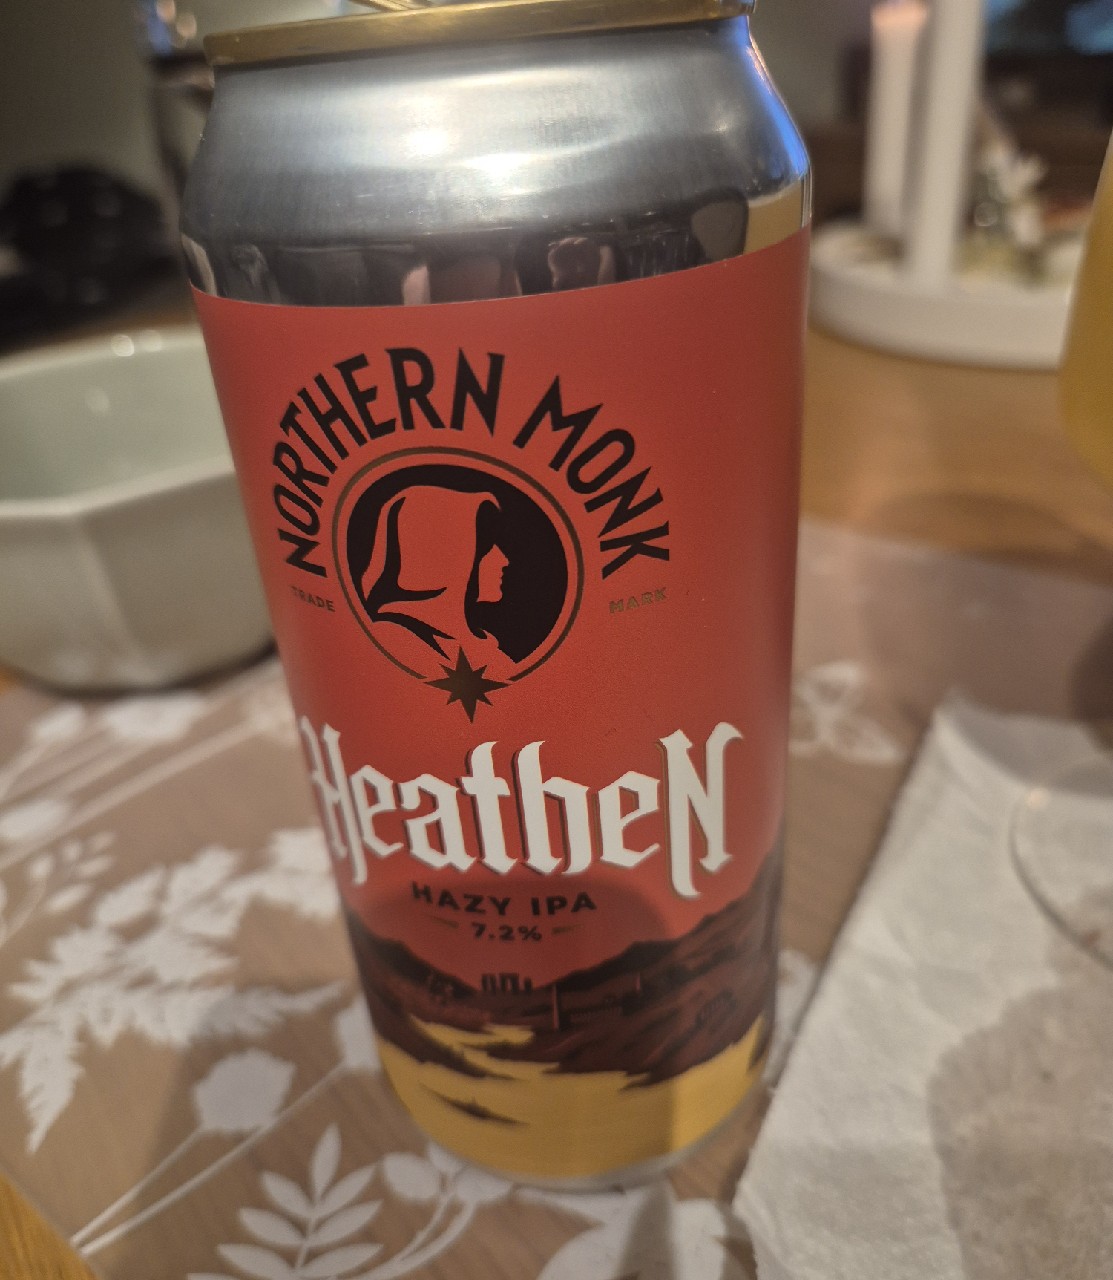 NORTHERN MONK
TRADE MARK
HeatheN
HAZY IPA
7.2%